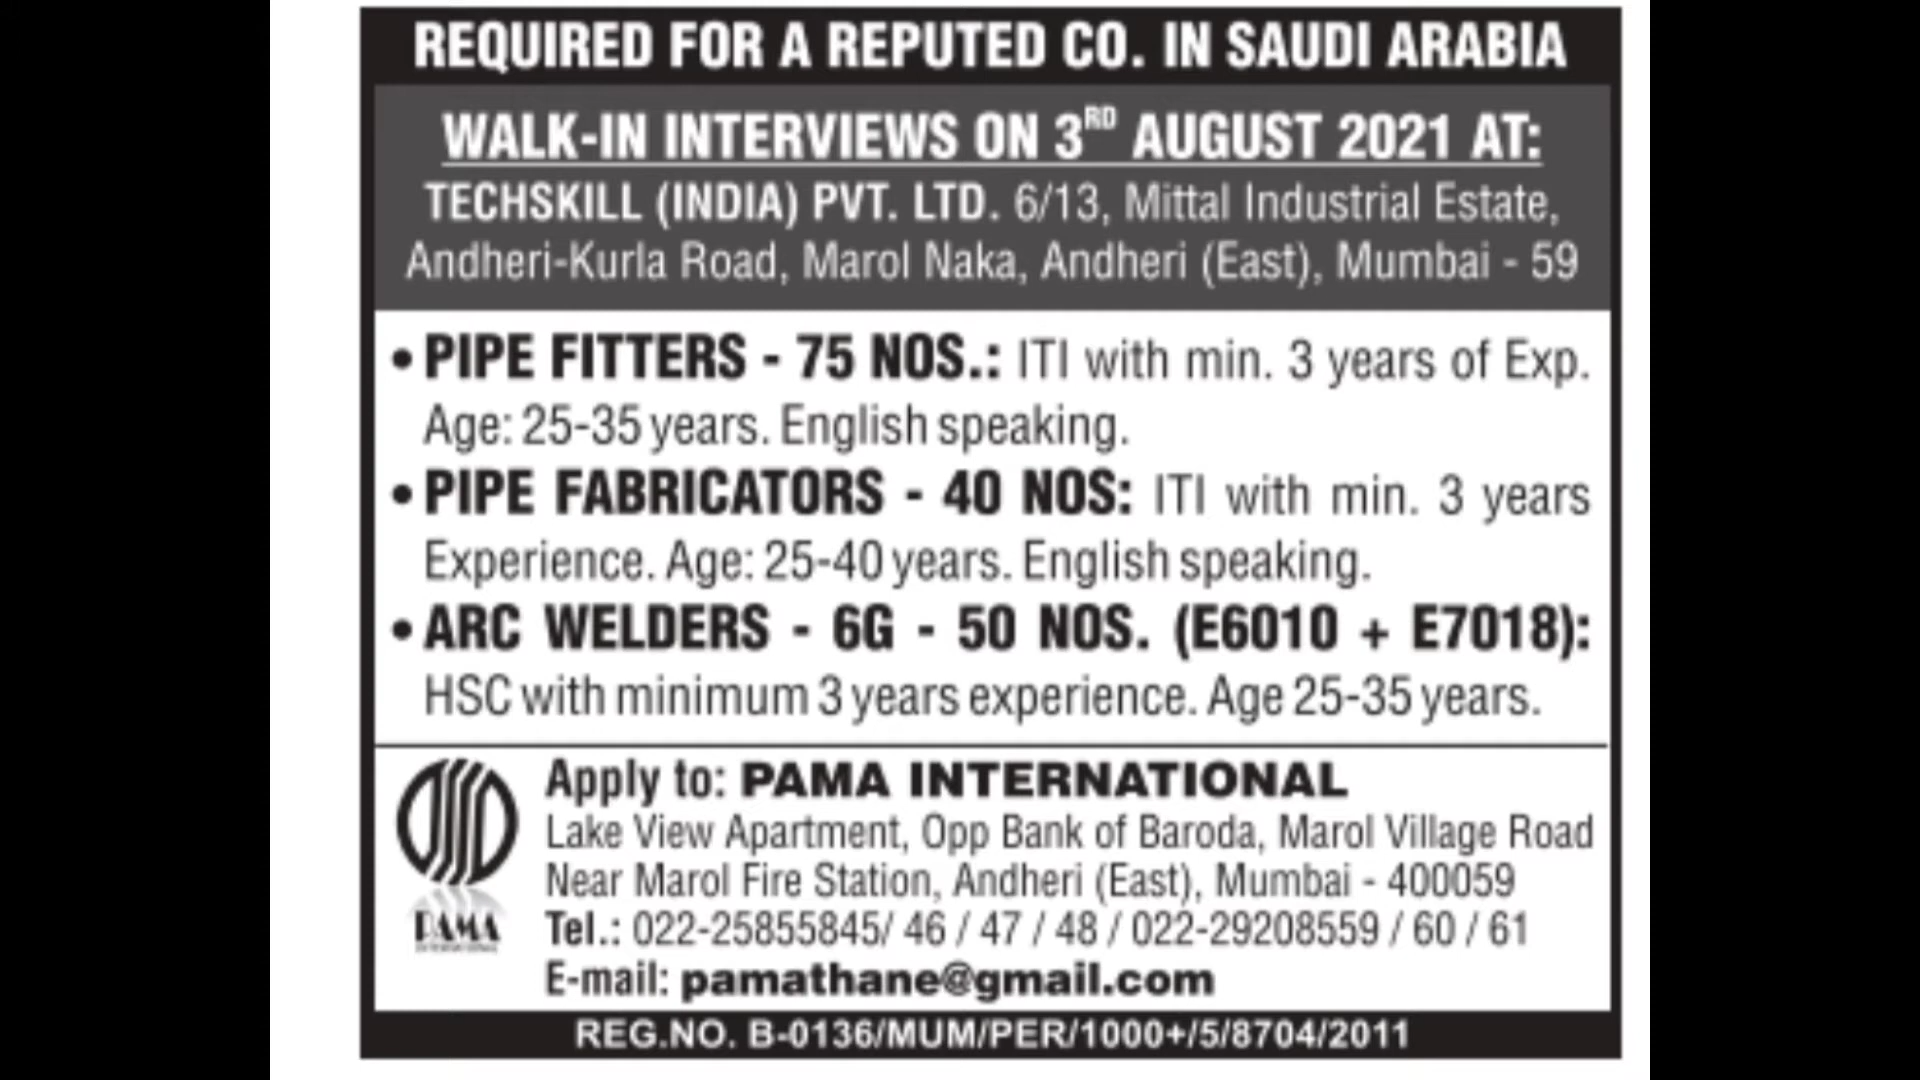 REQUIRED FOR A REPUTED CO. IN SAUDI ARABIA
WALK-IN INTERVIEWS ON 3RD AUGUST 2021 AT:
TECHSKILL (INDIA) PVT. LTD. 6/13, Mittal Industrial Estate,
Andheri-Kurla Road, Marol Naka, Andheri (East), Mumbai - 59
• PIPE FITTERS - 75 NOS.: ITI with min. 3 years of Exp.
Age: 25-35 years. English speaking.
• PIPE FABRICATORS - 40 NOS: ITI with min. 3 years
Experience. Age: 25-40 years. English speaking.
• ARC WELDERS - 6G - 50 NOS. (E6010 + E7018):
HSC with minimum 3 years experience. Age 25-35 years.
Apply to: PAMA INTERNATIONAL
Lake View Apartment, Opp Bank of Baroda, Marol Village Road
Near Marol Fire Station, Andheri (East), Mumbai - 400059
Tel.: 022-25855845/ 46 / 47 / 48 / 022-29208559 / 60 / 61
E-mail: pamathane@gmail.com
PAMA
INTERNATIONAL
REG.NO. B-0136/MUM/PER/1000+/5/8704/2011